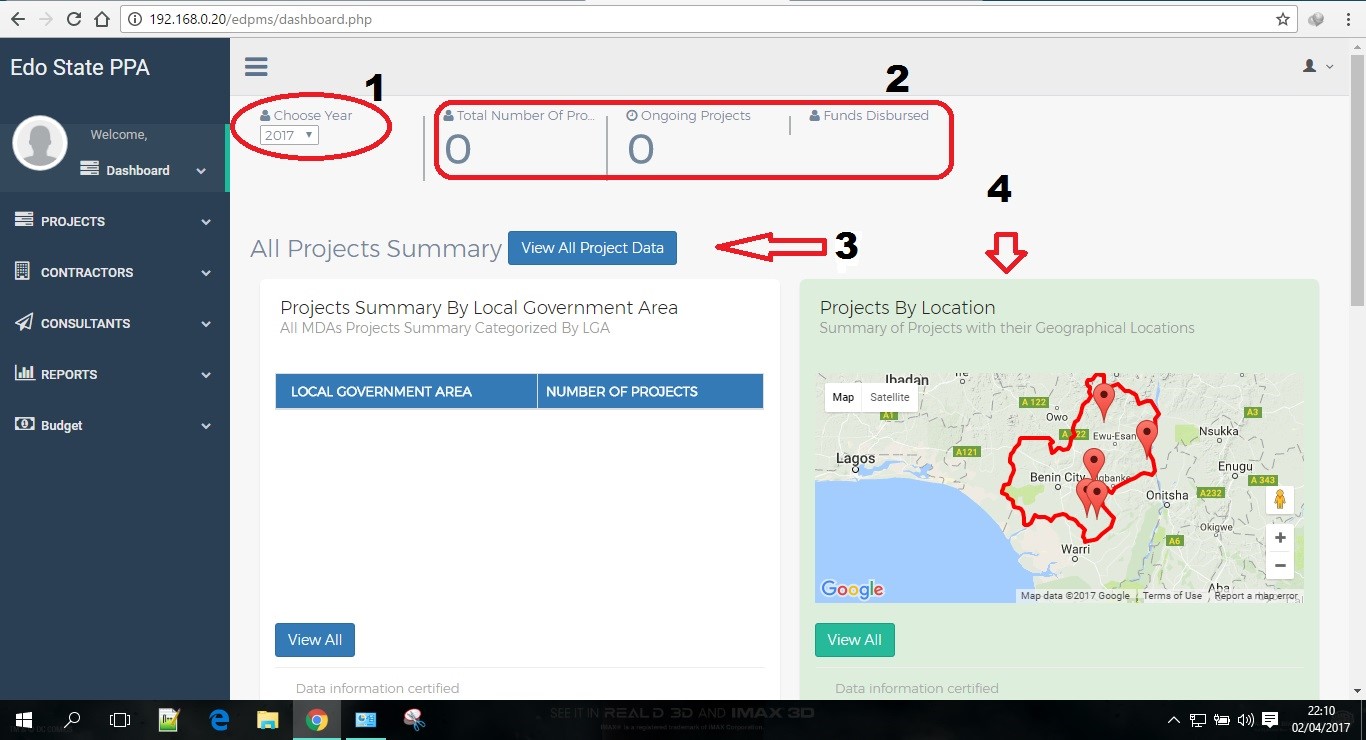 192.168.0.20/edpms/dashboard.php
Edo State PPA
Welcome,
Dashboard
PROJECTS
CONTRACTORS
CONSULTANTS
REPORTS
Budget
1
Choose Year
2017
2
Total Number Of Pro...
0
Ongoing Projects
0
Funds Disbursed
All Projects Summary
View All Project Data
3
4
Projects Summary By Local Government Area
All MDAs Projects Summary Categorized By LGA
LOCAL GOVERNMENT AREA NUMBER OF PROJECTS
View All
Data information certified
Projects By Location
Summary of Projects with their Geographical Locations
Map Satellite
Ibadan
A 122
Owo
A1
A3
A 122
Ewu-Esan
Nsukka
Lagos
A121
Enugu
Benin City
A 343
Onitsha
A232
Okigwe
A6
Warri
Aba
Google
Map data ©2017 Google
Terms of Use
Report a map error
View All
Data information certified
SEE IT IN REAL D 3D AND IMAX 3D
22:10
02/04/2017